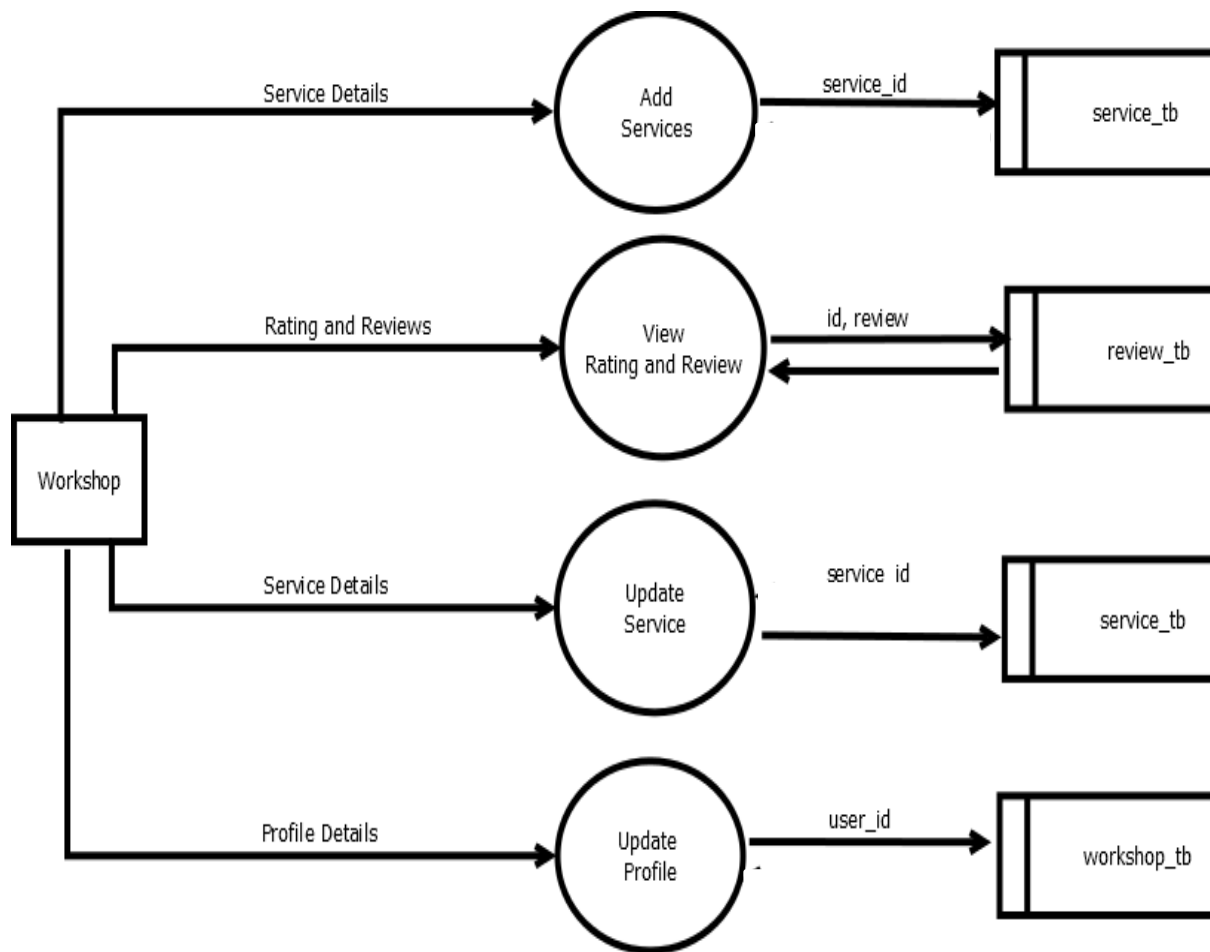 Service Details
Add
Services
service_id
service_tb
Rating and Reviews
View
Rating and Review
id, review
review_tb
Workshop
Service Details
Update
Service
service id
service_tb
Profile Details
Update
Profile
user_id
workshop_tb